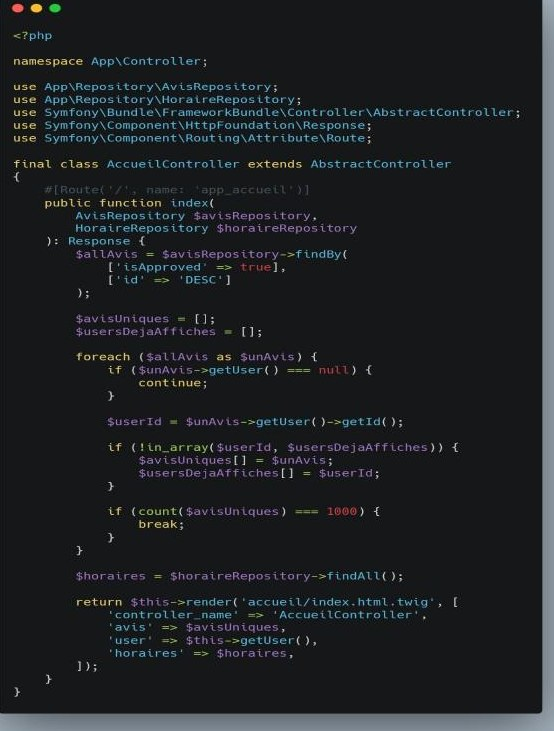 <?php
namespace App\Controller;
use App\Repository\AvisRepository;
use App\Repository\HoraireRepository;
use Symfony\Bundle\FrameworkBundle\Controller\AbstractController;
use Symfony\Component\HttpFoundation\Response;
use Symfony\Component\Routing\Attribute\Route;
final class AccueilController extends AbstractController
{
    #[Route('/', name: 'app_accueil')]
    public function index(
        AvisRepository $avisRepository,
        HoraireRepository $horaireRepository
    ): Response {
        $allAvis = $avisRepository->findBy(
            ['isApproved' => true],
            ['id' => 'DESC']
        );
        $avisUniques = [];
        $usersDejaAffiches = [];
        foreach ($allAvis as $unAvis) {
            if ($unAvis->getUser() === null) {
                continue;
            }
            $userId = $unAvis->getUser()->getId();
            if (!in_array($userId, $usersDejaAffiches)) {
                $avisUniques[] = $unAvis;
                $usersDejaAffiches[] = $userId;
            }
            if (count($avisUniques) === 1000) {
                break;
            }
        }
        $horaires = $horaireRepository->findAll();
        return $this->render('accueil/index.html.twig', [
            'controller_name' => 'AccueilController',
            'avis' => $avisUniques,
            'user' => $this->getUser(),
            'horaires' => $horaires,
        ]);
    }
}